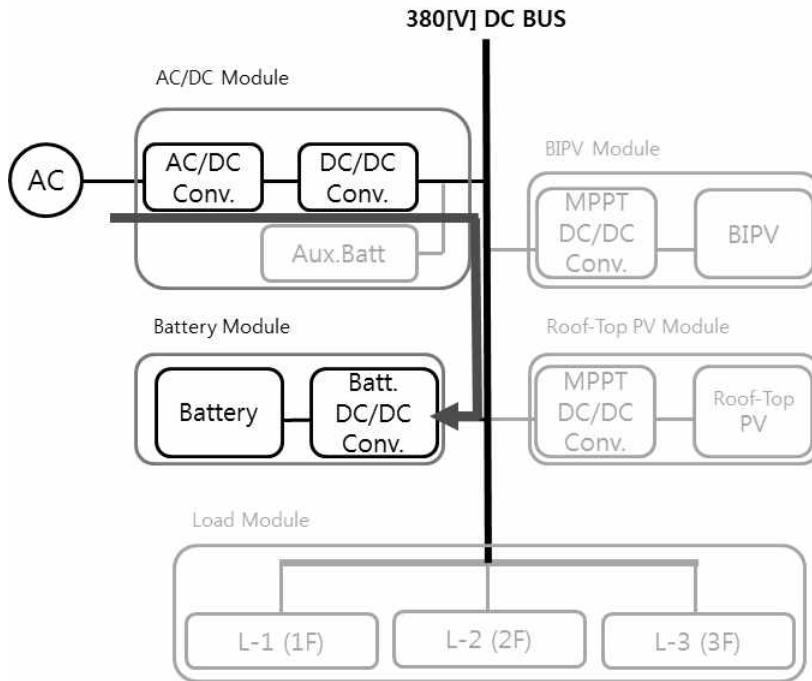 380[V] DC BUS
AC/DC Module
AC
AC/DC
Conv.
DC/DC
Conv.
Aux.Batt
BIPV Module
MPPT
DC/DC
Conv.
BIPV
Battery Module
Battery
Batt.
DC/DC
Conv.
Roof-Top PV Module
MPPT
DC/DC
Conv.
Roof-Top
PV
Load Module
L-1 (1F)
L-2 (2F)
L-3 (3F)